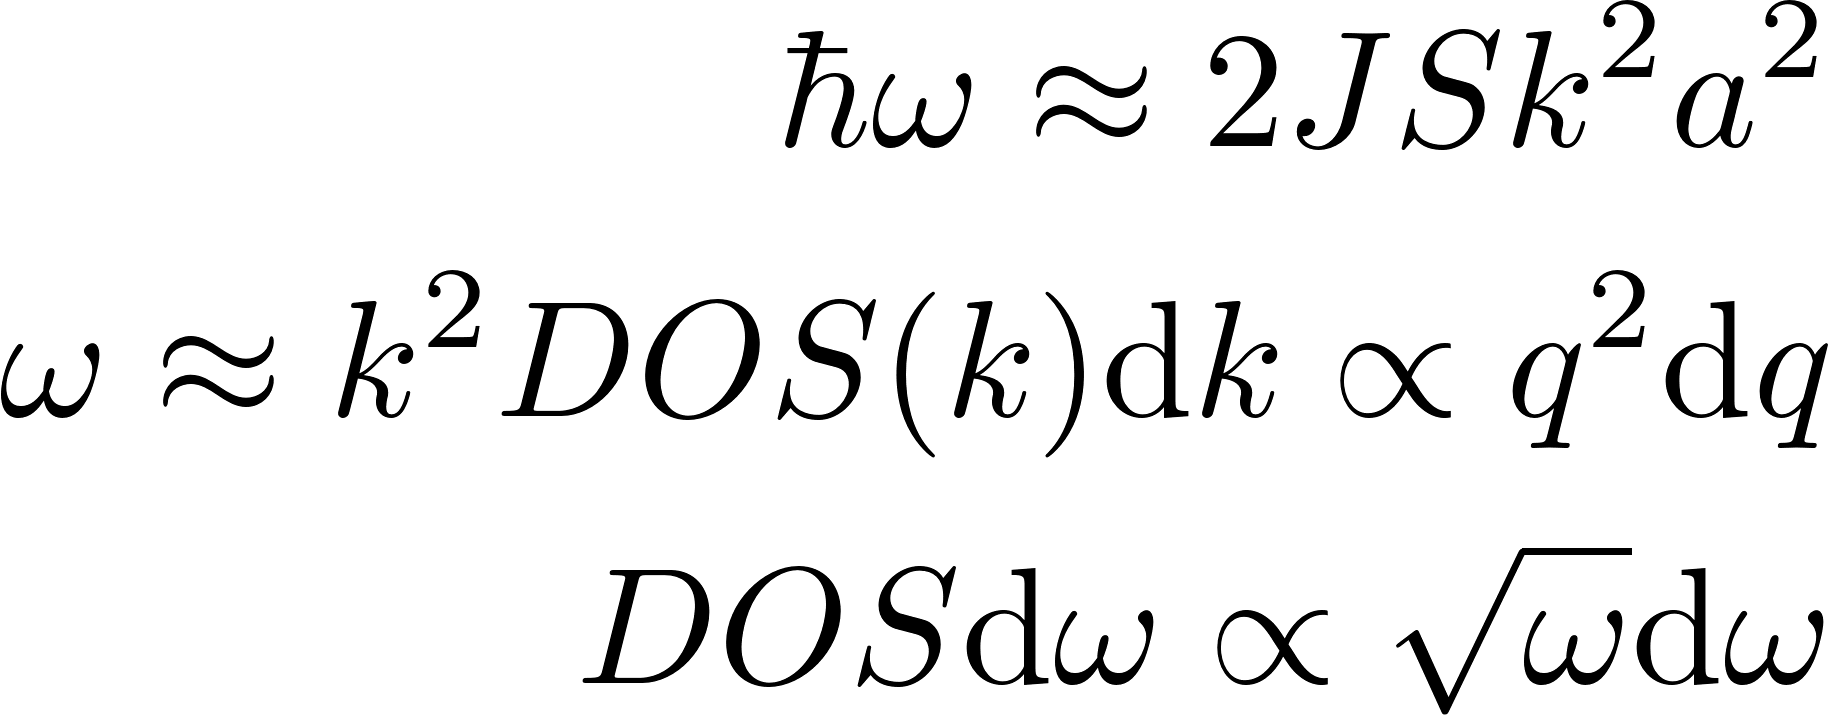 ℏω ≈ 2JSk²a²
ω ≈ k²DOS(k)dk ∝ q²dq
DOSdω ∝ √ωdω